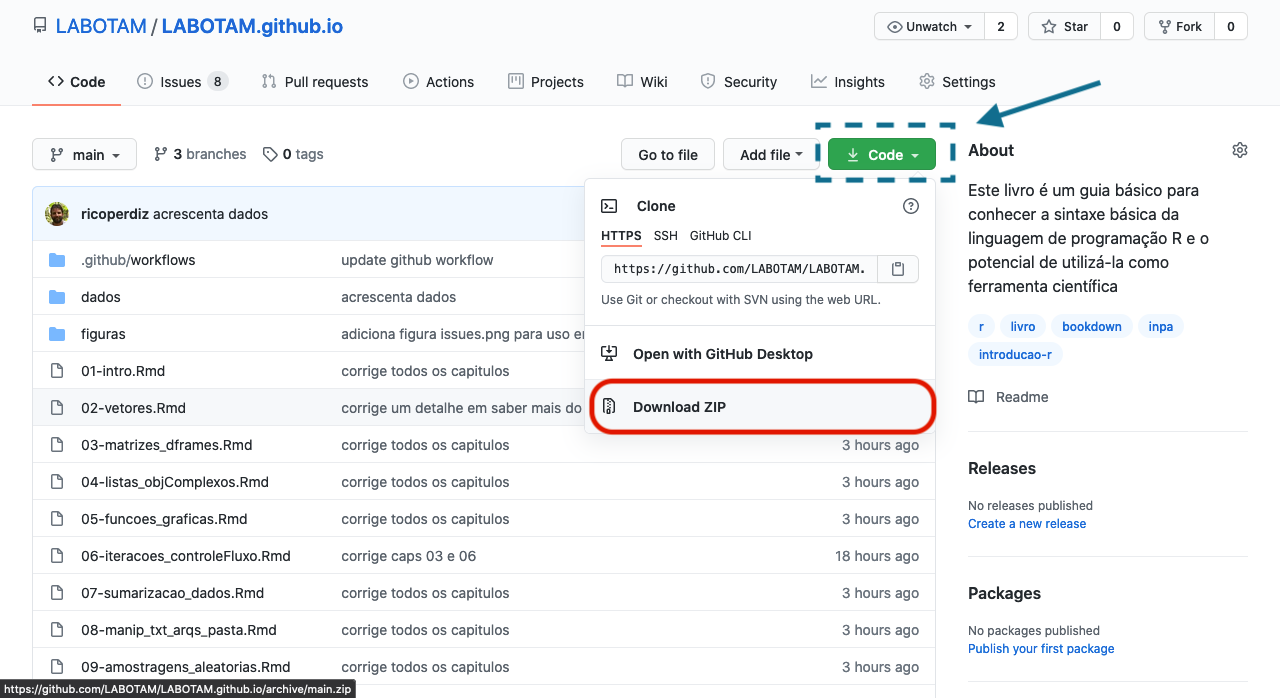 LABOTAM / LABOTAM.github.io
Unwatch 2 Star 0 Fork 0
Code Issues 8 Pull requests Actions Projects Wiki Security Insights Settings
main 3 branches 0 tags Go to file Add file Code
ricoperdiz acrescenta dados
.github/workflows update github workflow
dados acrescenta dados
figuras adiciona figura issues.png para uso
01-intro.Rmd corrige todos os capitulos
02-vetores.Rmd corrige um detalhe em saber mais do
03-matrizes_dframes.Rmd corrige todos os capitulos 3 hours ago
04-listas_objComplexos.Rmd corrige todos os capitulos 3 hours ago
05-funcoes_graficas.Rmd corrige todos os capitulos 3 hours ago
06-iteracoes_controleFluxo.Rmd corrige caps 03 e 06 18 hours ago
07-sumarizacao_dados.Rmd corrige todos os capitulos 3 hours ago
08-manip_txt_arqs_pasta.Rmd corrige todos os capitulos 3 hours ago
09-amostragens_aleatorias.Rmd corrige todos os capitulos 3 hours ago
Clone
HTTPS SSH GitHub CLI
https://github.com/LABOTAM/LABOTAM.
Use Git or checkout with SVN using the web URL.
Open with GitHub Desktop
Download ZIP
About
Este livro é um guia básico para
conhecer a sintaxe básica da
linguagem de programação R e o
potencial de utilizá-la como
ferramenta científica
r livro bookdown inpa
introducao-r
Readme
Releases
No releases published
Create a new release
Packages
No packages published
Publish your first package
https://github.com/LABOTAM/LABOTAM.github.io/archive/main.zip